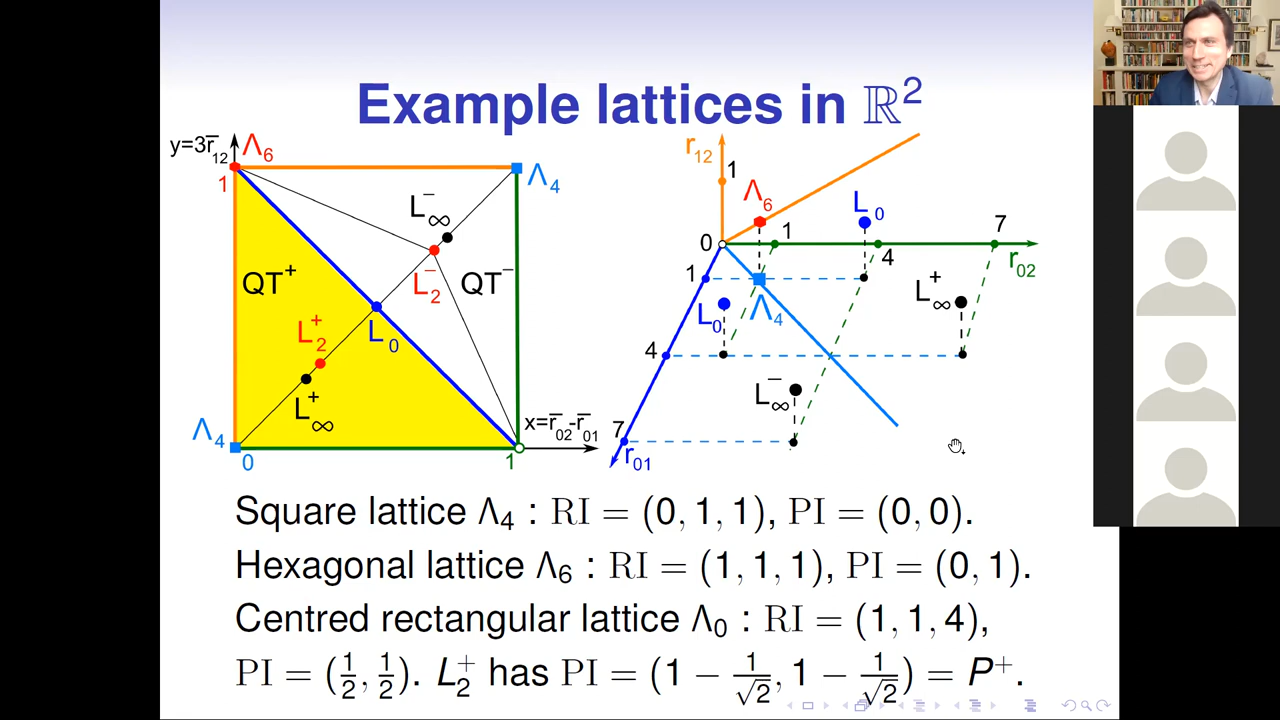 Example lattices in ℝ²
y=3r̅₁₂
Λ₆
1
Λ₄
L∞⁻
QT⁺
L₂⁻
QT⁻
L₂⁺
L₀
L∞⁺
Λ₄
x=r̅₀₂-r̅₀₁
0
1
r₁₂
1
Λ₆
L₀
0
1
7
4
r₀₂
1
L∞⁺
L₀
Λ₄
4
L∞⁻
7
r₀₁
Square lattice Λ₄ : RI = (0, 1, 1), PI = (0, 0).
Hexagonal lattice Λ₆ : RI = (1, 1, 1), PI = (0, 1).
Centred rectangular lattice Λ₀ : RI = (1, 1, 4),
PI = (1/2, 1/2). L₂⁺ has PI = (1 − 1/√2, 1 − 1/√2) = P⁺.